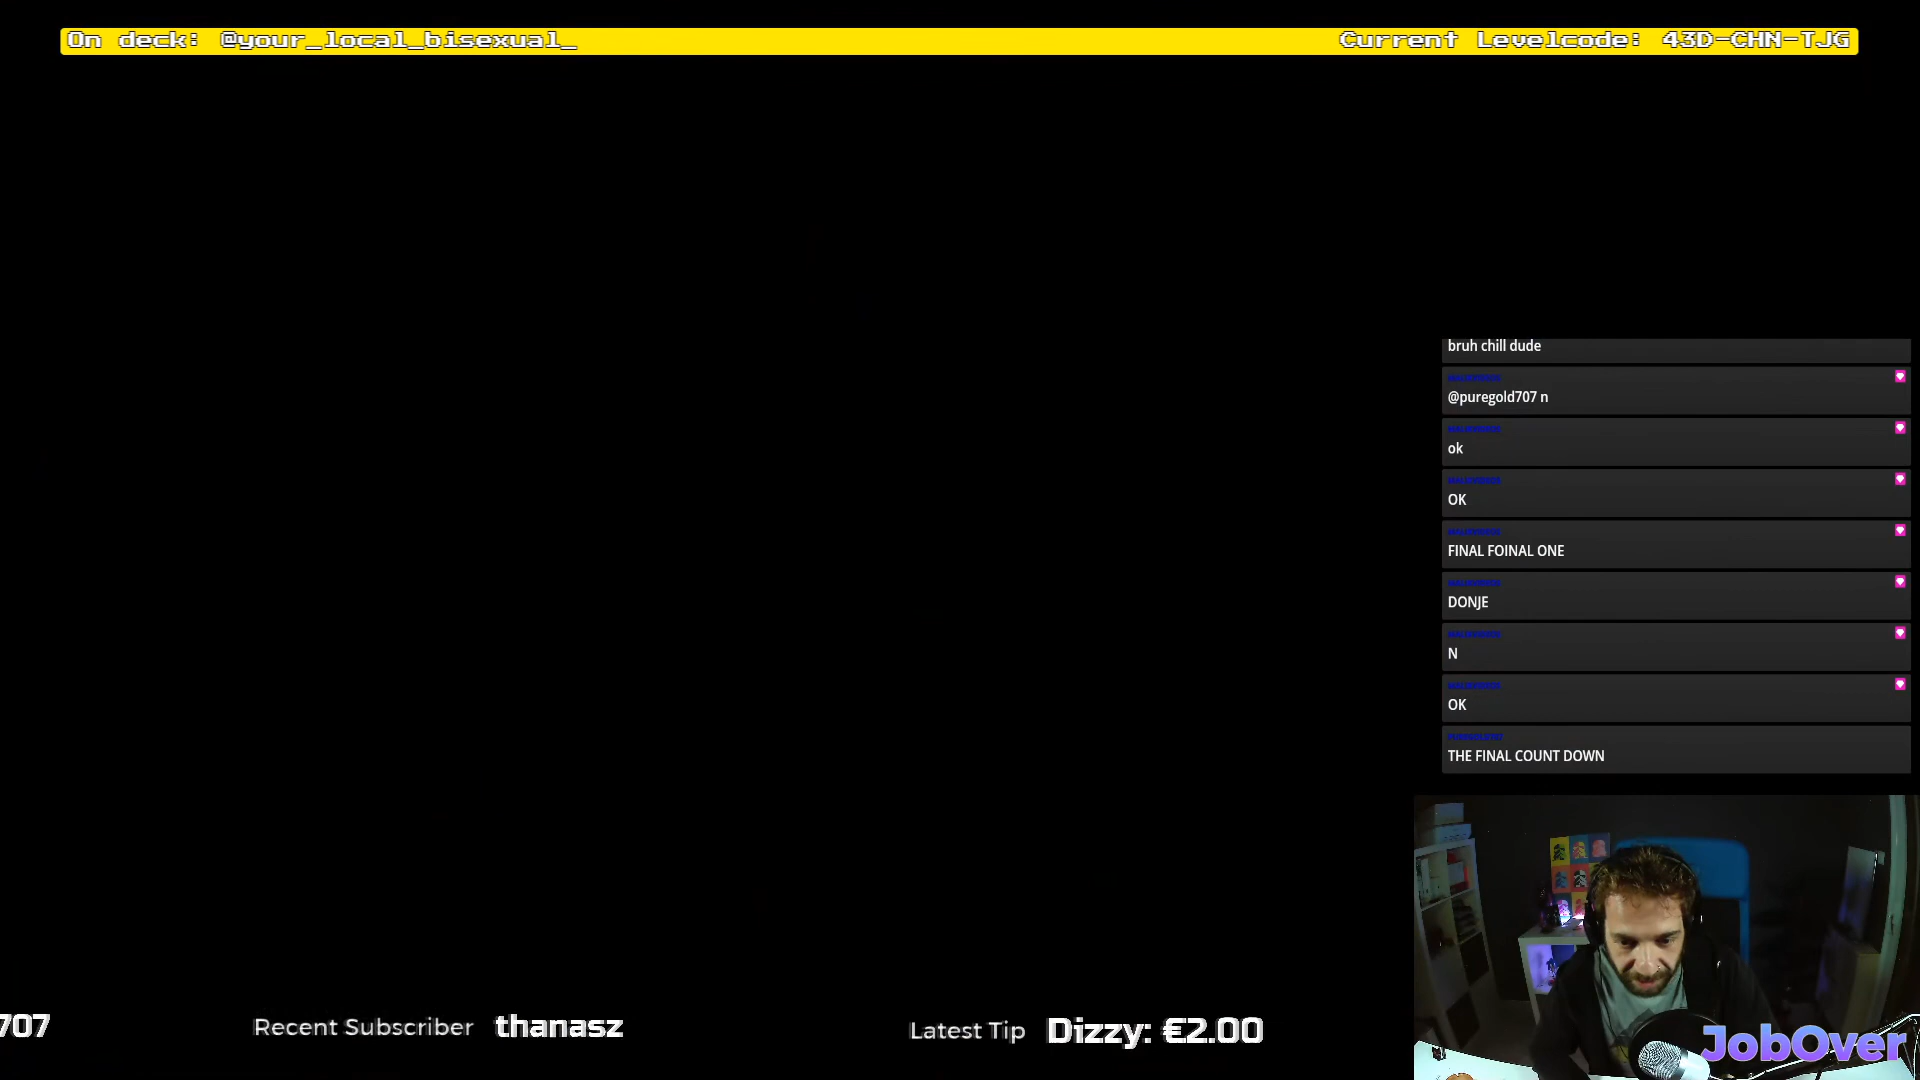 On deck: @your_local_bisexual_
Current Levelcode: 43D-CHN-TJG
bruh chill dude
@puregold707 n
ok
OK
FINAL FOINAL ONE
DONJE
N
OK
THE FINAL COUNT DOWN
707
Recent Subscriber thanasz
Latest Tip Dizzy: €2.00
JobOver